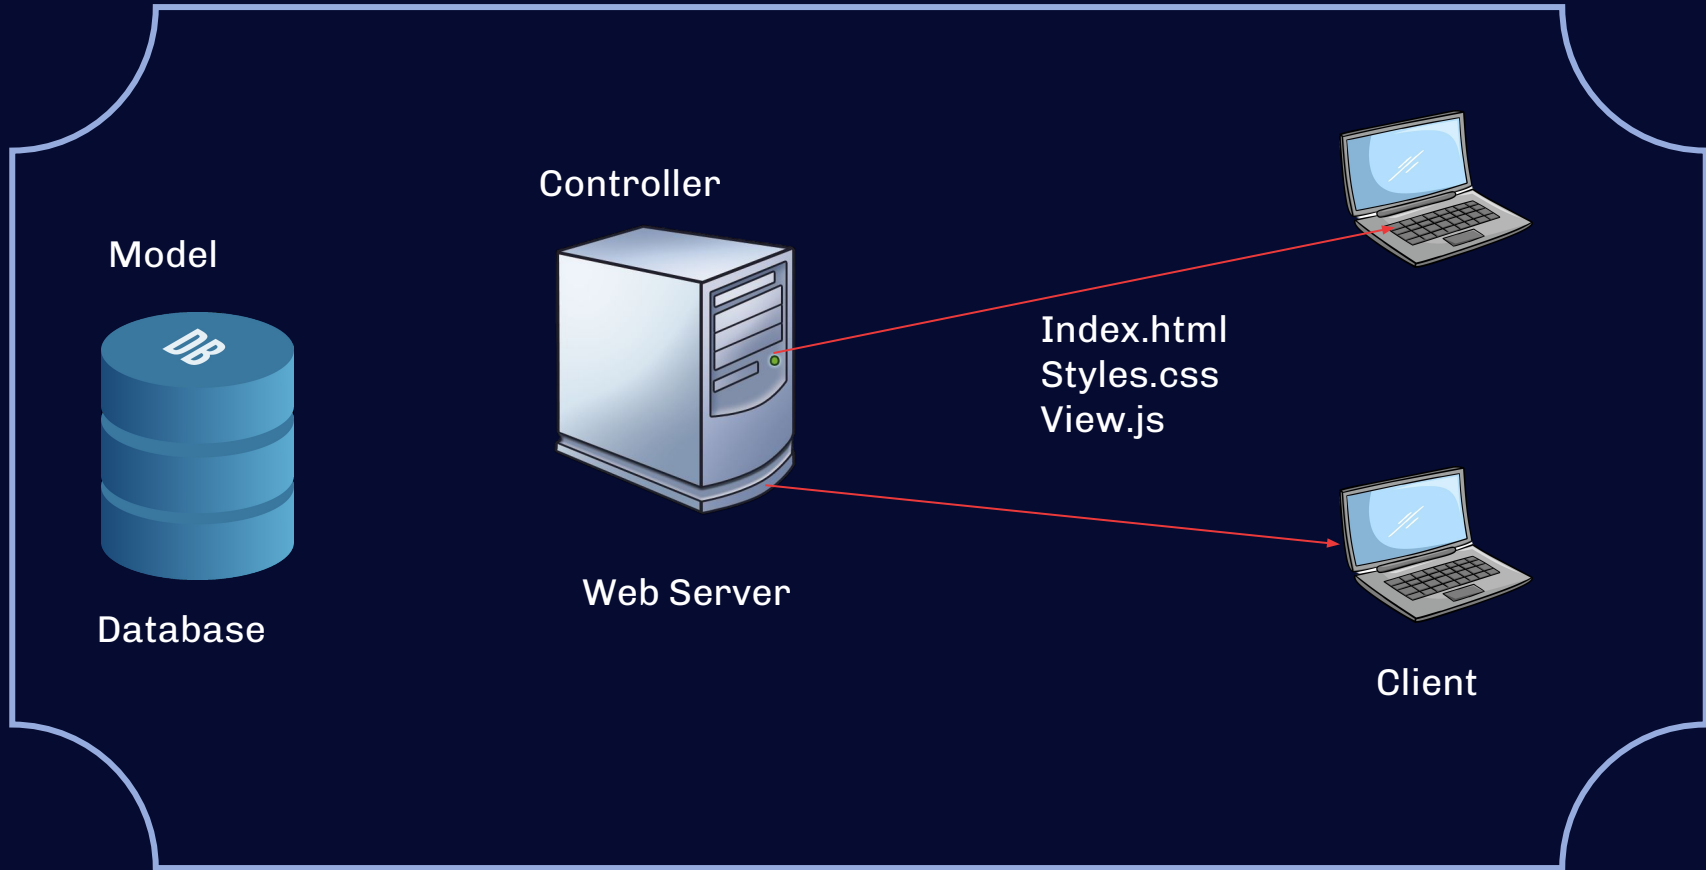 Controller
Model
DB
Index.html
Styles.css
View.js
Web Server
Database
Client